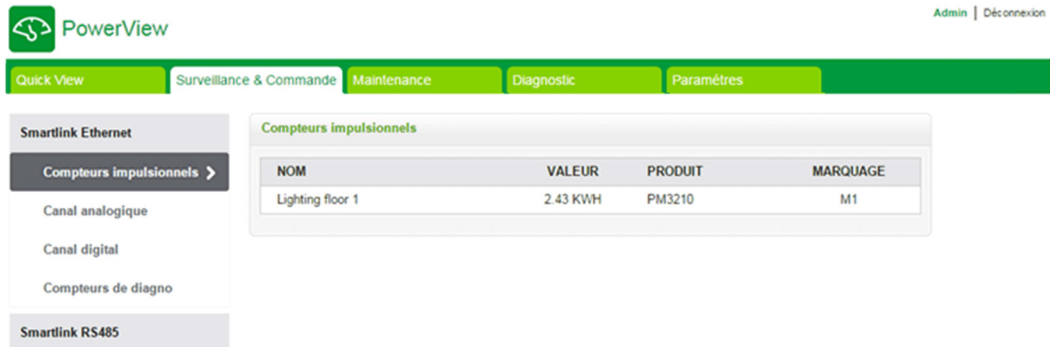 PowerView
Admin | Déconnexion
Quick View Surveillance & Commande Maintenance Diagnostic Paramétres
Smartlink Ethernet
Compteurs impulsionnels
Canal analogique
Canal digital
Compteurs de diagno
Smartlink RS485
Compteurs impulsionnels
NOM VALEUR PRODUIT MARQUAGE
Lighting floor 1 2.43 KWH PM3210 M1